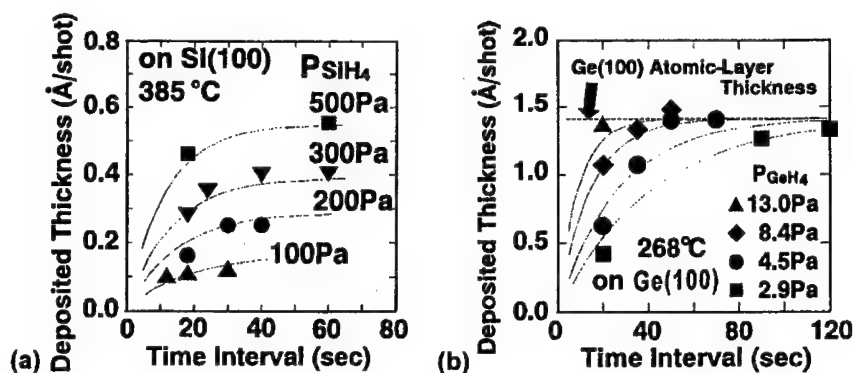 Deposited Thickness (Å/shot)
0.8
0.6
0.4
0.2
0.0
on Si(100)
385 °C
PSiH4
500Pa
300Pa
200Pa
100Pa
0 20 40 60 80
Time Interval (sec)
(a)
Deposited Thickness (Å/shot)
2.0
1.5
1.0
0.5
0.0
Ge(100) Atomic-Layer
Thickness
PGeH4
13.0Pa
8.4Pa
4.5Pa
2.9Pa
268°C
on Ge(100)
0 40 80 120
Time Interval (sec)
(b)